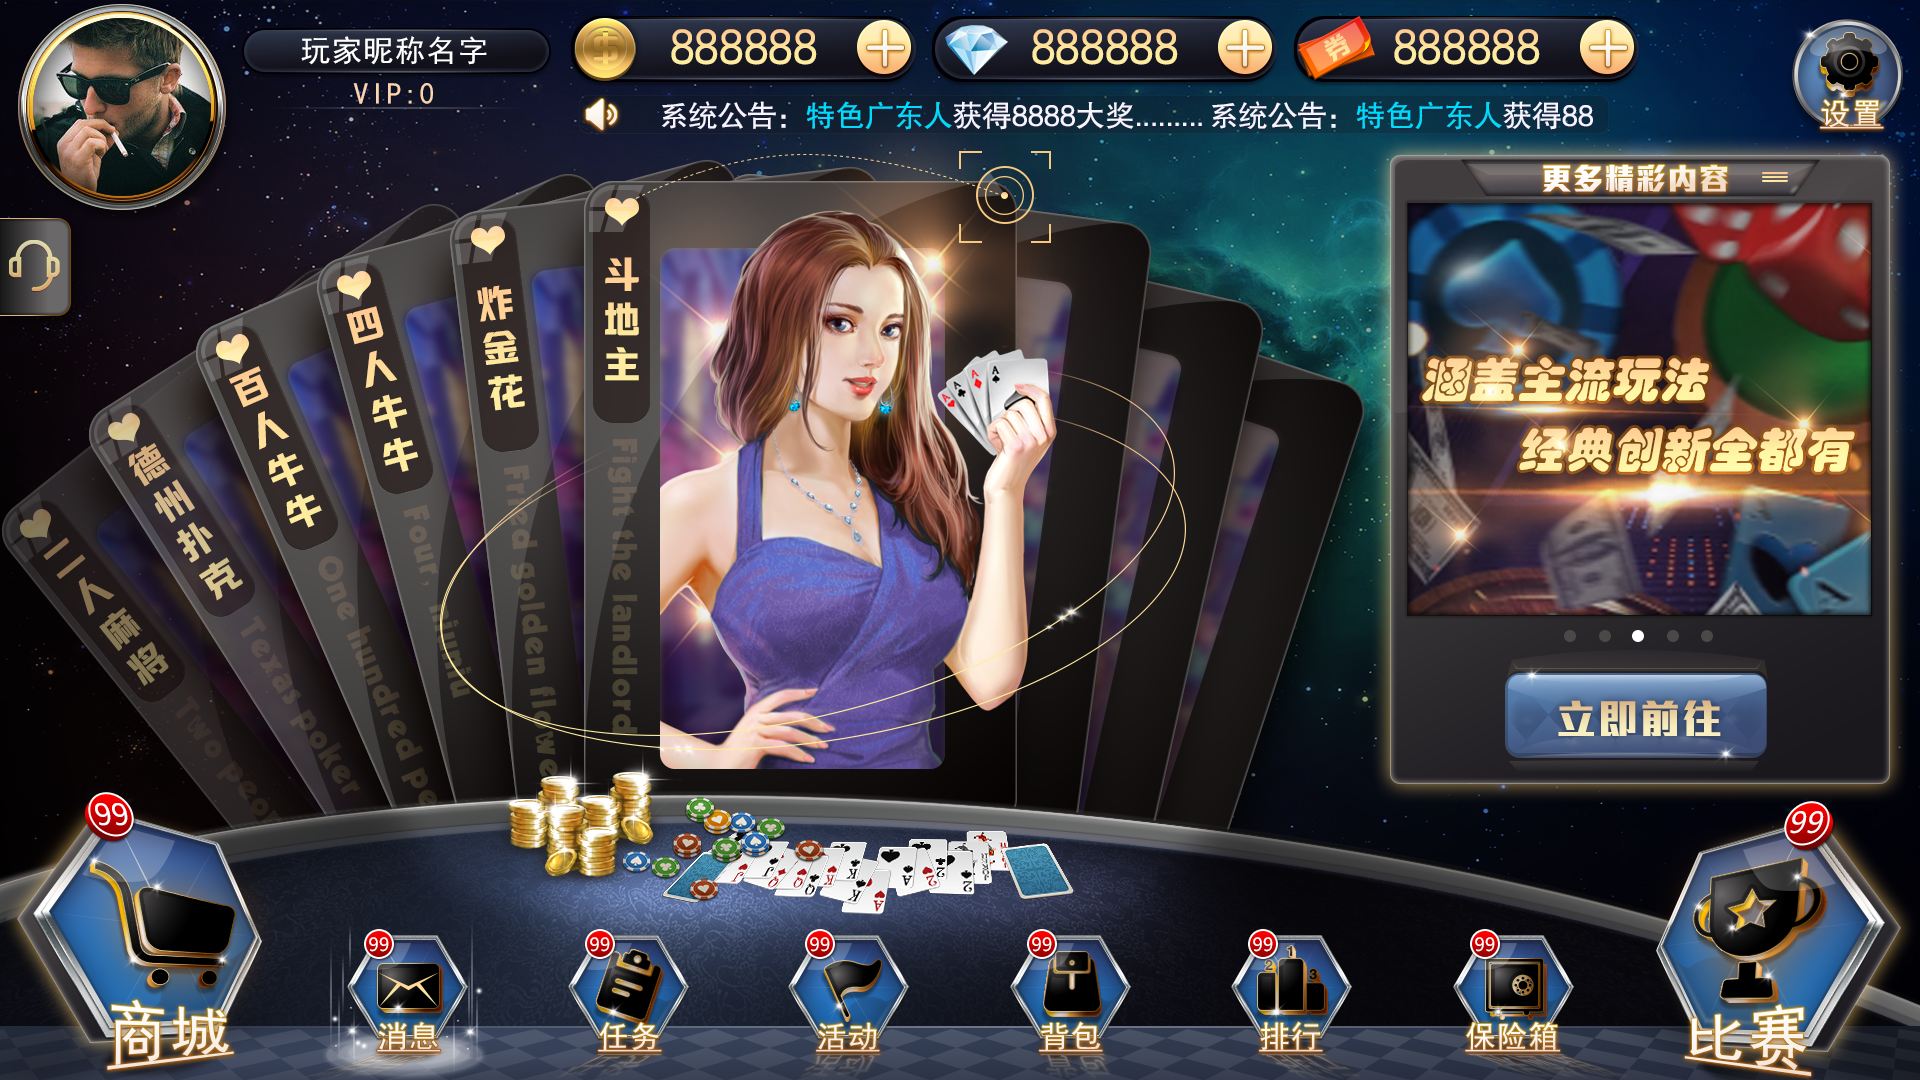 玩家昵称名字
VIP:0
888888
888888
券
888888
设置
系统公告：特色广东人获得8888大奖......... 系统公告：特色广东人获得88
更多精彩内容
斗地主
Fight the landlord
炸金花
Fried golden flowe
四人牛牛
Four, niuniu
百人牛牛
One hundred pe
德州扑克
Texas poker
二人麻将
Two peop
涵盖主流玩法
经典创新全都有
立即前往
99
商城
99
消息
99
任务
99
活动
99
背包
99
排行
99
保险箱
99
比赛